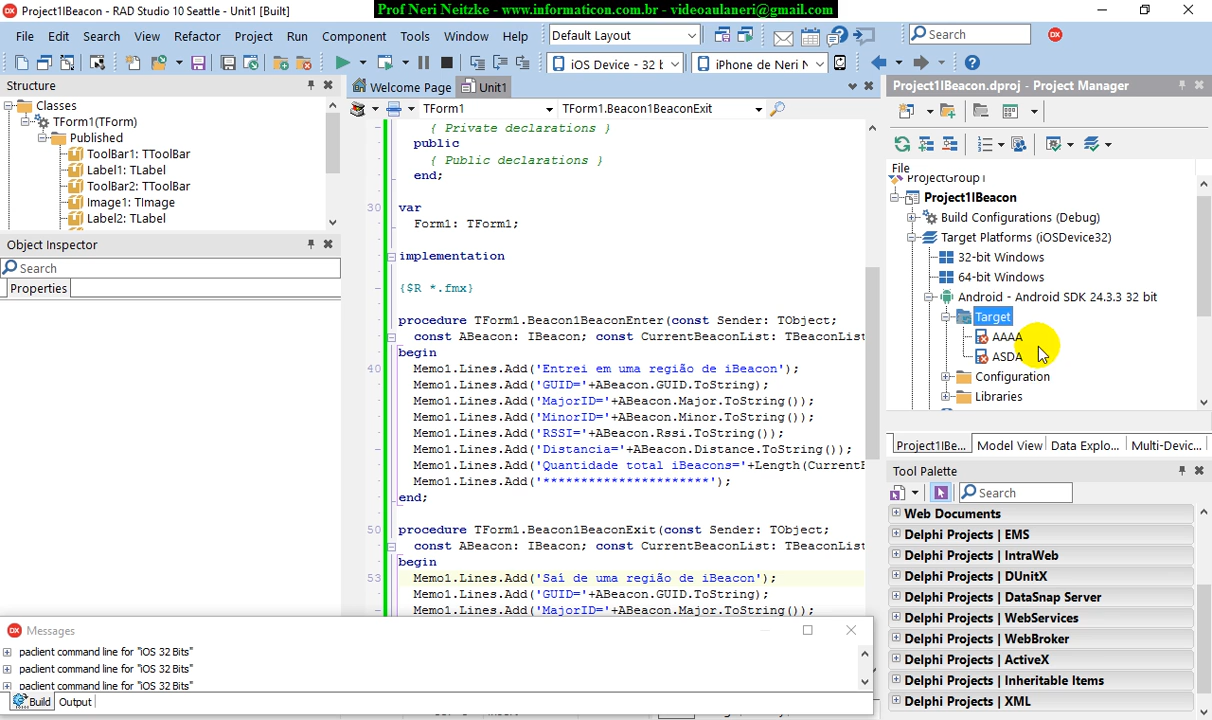 Project1IBeacon - RAD Studio 10 Seattle - Unit1 [Built]
Prof Neri Neitzke - www.informaticon.com.br - videoaulaneri@gmail.com
File Edit Search View Refactor Project Run Component Tools Window Help
Default Layout
Search
iOS Device - 32 b
iPhone de Neri N
Structure
Classes
TForm1(TForm)
Published
ToolBar1: TToolBar
Label1: TLabel
ToolBar2: TToolBar
Image1: TImage
Label2: TLabel
Object Inspector
Search
Properties
Welcome Page
Unit1
TForm1
TForm1.Beacon1BeaconExit
{ Private declarations }
public
{ Public declarations }
end;
30 var
Form1: TForm1;
implementation
{$R *.fmx}
procedure TForm1.Beacon1BeaconEnter(const Sender: TObject;
const ABeacon: IBeacon; const CurrentBeaconList: TBeaconList
begin
40 Memo1.Lines.Add('Entrei em uma região de iBeacon');
Memo1.Lines.Add('GUID='+ABeacon.GUID.ToString);
Memo1.Lines.Add('MajorID='+ABeacon.Major.ToString());
Memo1.Lines.Add('MinorID='+ABeacon.Minor.ToString());
Memo1.Lines.Add('RSSI='+ABeacon.Rssi.ToString());
Memo1.Lines.Add('Distancia='+ABeacon.Distance.ToString());
Memo1.Lines.Add('Quantidade total iBeacons='+Length(CurrentB
Memo1.Lines.Add('**********************');
end;
50 procedure TForm1.Beacon1BeaconExit(const Sender: TObject;
const ABeacon: IBeacon; const CurrentBeaconList: TBeaconList
begin
53 Memo1.Lines.Add('Saí de uma região de iBeacon');
Memo1.Lines.Add('GUID='+ABeacon.GUID.ToString);
Memo1.Lines.Add('MajorID='+ABeacon.Major.ToString());
Messages
paclient command line for "iOS 32 Bits"
paclient command line for "iOS 32 Bits"
paclient command line for "iOS 32 Bits"
Build
Output
Project1IBeacon.dproj - Project Manager
File
ProjectGroup1
Project1IBeacon
Build Configurations (Debug)
Target Platforms (iOSDevice32)
32-bit Windows
64-bit Windows
Android - Android SDK 24.3.3 32 bit
Target
AAAA
ASDA
Configuration
Libraries
Project1IBe...
Model View
Data Explo...
Multi-Devic...
Tool Palette
Search
Web Documents
Delphi Projects | EMS
Delphi Projects | IntraWeb
Delphi Projects | DUnitX
Delphi Projects | DataSnap Server
Delphi Projects | WebServices
Delphi Projects | WebBroker
Delphi Projects | ActiveX
Delphi Projects | Inheritable Items
Delphi Projects | XML